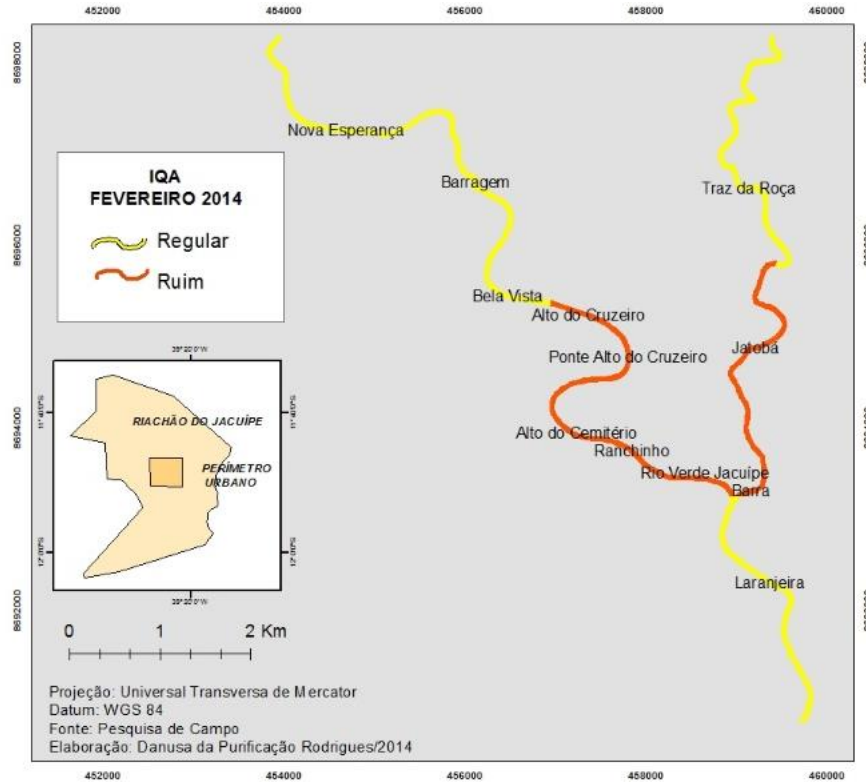 452000 454000 456000 458000 460000
8698000
8696000
8694000
8692000
Nova Esperança
Barragem
Traz da Roça
IQA
FEVEREIRO 2014
Regular
Ruim
Bela Vista
Alto do Cruzeiro
Ponte Alto do Cruzeiro
Jatobá
Alto do Cemitério
Ranchinho
Rio Verde Jacuípe
Barra
Laranjeira
39°20'0"W
RIACHÃO DO JACUÍPE
PERÍMETRO
URBANO
11°40'0"S
12°0'0"S
39°20'0"W
0 1 2 Km
Projeção: Universal Transversa de Mercator
Datum: WGS 84
Fonte: Pesquisa de Campo
Elaboração: Danusa da Purificação Rodrigues/2014
452000 454000 456000 458000 460000